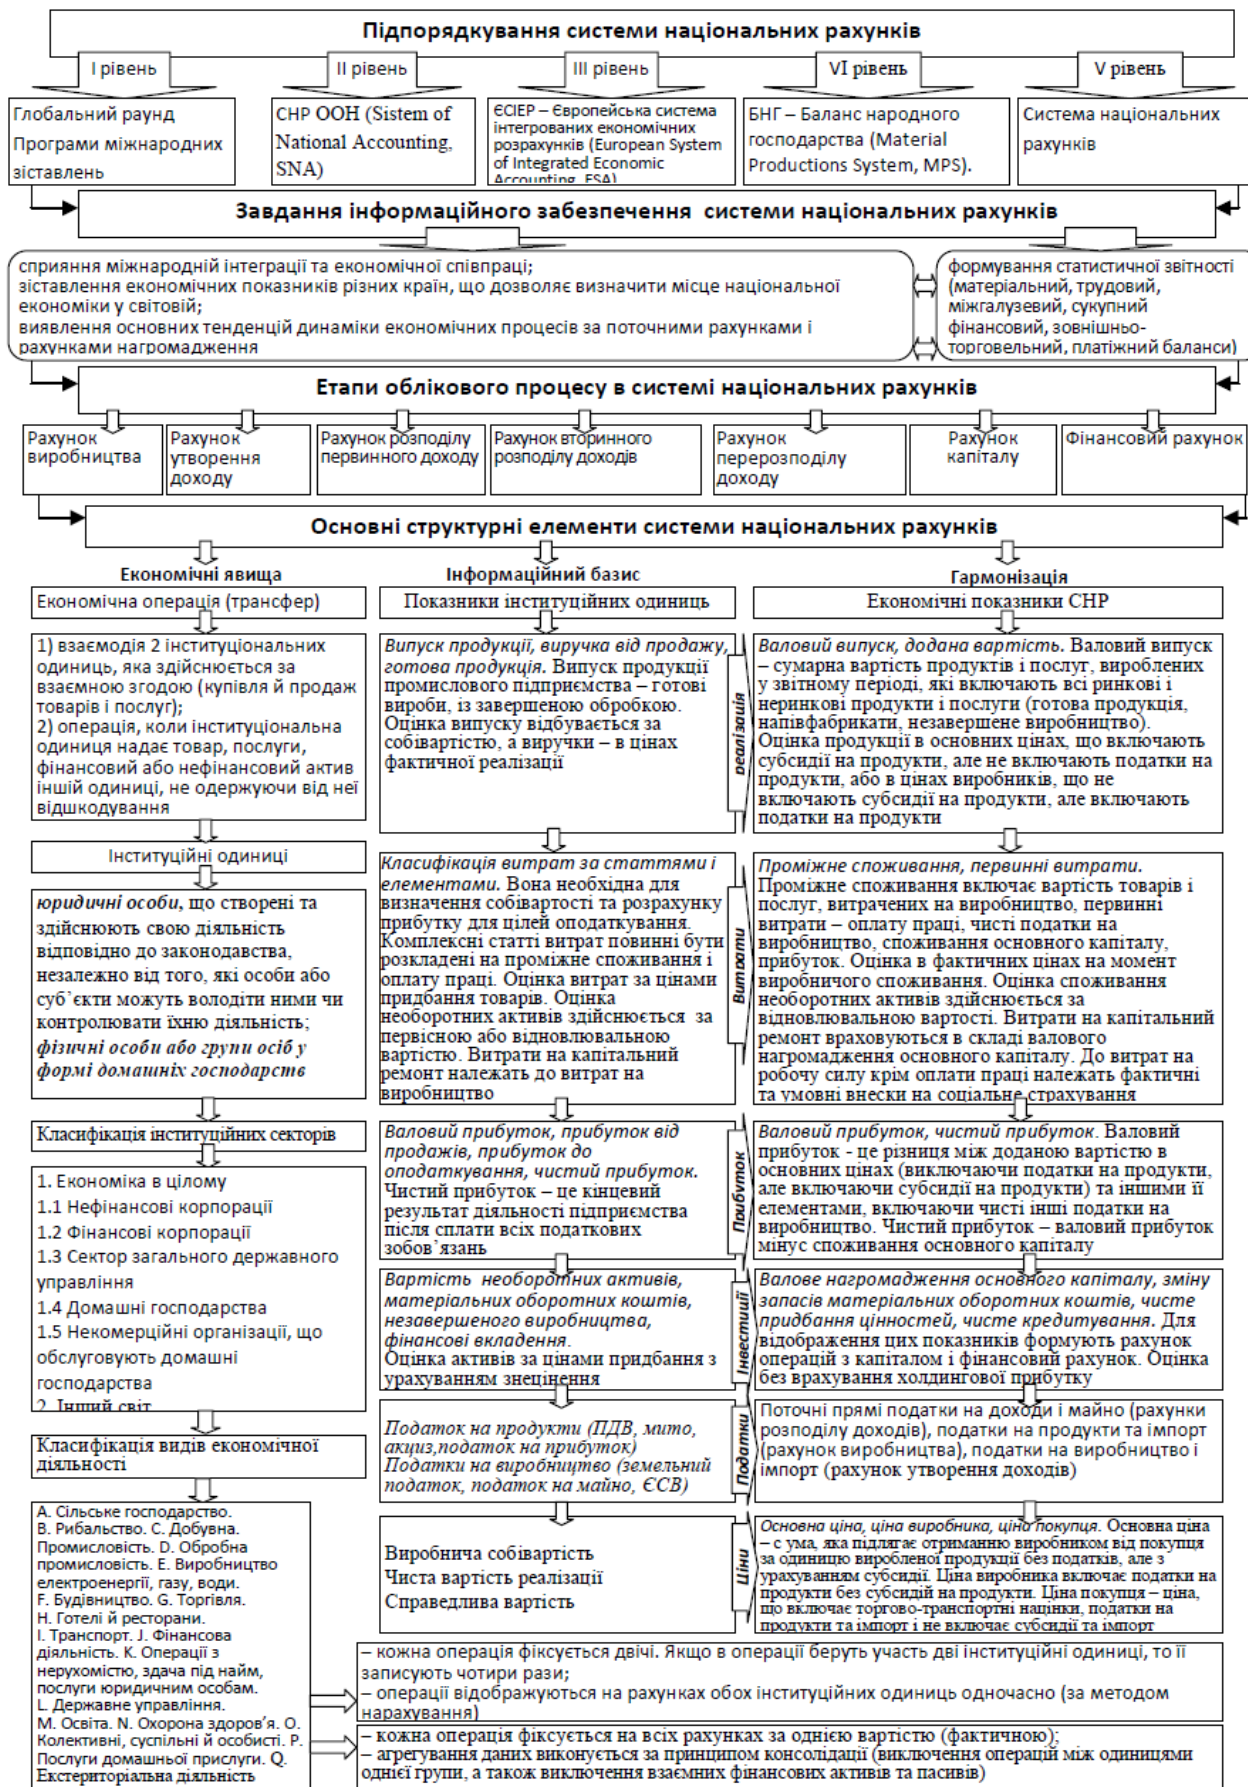 Підпорядкування системи національних рахунків
І рівень
ІІ рівень
ІІІ рівень
VI рівень
V рівень
Глобальний раунд
Програми міжнародних
зіставлень
СНР ООН (Sistem of
National Accounting,
SNA)
ЄСІЕР – Європейська система
інтегрованих економічних
розрахунків (European System
of Integrated Economic
Accounting, ESA)
БНГ – Баланс народного
господарства (Material
Productions System, MPS).
Система національних
рахунків
Завдання інформаційного забезпечення системи національних рахунків
сприяння міжнародній інтеграції та економічної співпраці;
зіставлення економічних показників різних країн, що дозволяє визначити місце національної
економіки у світовій;
виявлення основних тенденцій динаміки економічних процесів за поточними рахунками і
рахунками нагромадження
формування статистичної звітності
(матеріальний, трудовий,
міжгалузевий, сукупний
фінансовий, зовнішньо-
торговельний, платіжний баланси)
Етапи облікового процесу в системі національних рахунків
Рахунок
виробництва
Рахунок
утворення
доходу
Рахунок розподілу
первинного доходу
Рахунок вторинного
розподілу доходів
Рахунок
перерозподілу
доходу
Рахунок
капіталу
Фінансовий рахунок
Основні структурні елементи системи національних рахунків
Економічні явища
Економічна операція (трансфер)
1) взаємодія 2 інституціональних
одиниць, яка здійснюється за
взаємною згодою (купівля й продаж
товарів і послуг);
2) операція, коли інституціональна
одиниця надає товар, послуги,
фінансовий або нефінансовий актив
іншій одиниці, не одержуючи від неї
відшкодування
Інституційні одиниці
юридичні особи, що створені та
здійснюють свою діяльність
відповідно до законодавства,
незалежно від того, які особи або
суб’єкти можуть володіти ними чи
контролювати їхню діяльність;
фізичні особи або групи осіб у
формі домашніх господарств
Класифікація інституційних секторів
1. Економіка в цілому
1.1 Нефінансові корпорації
1.2 Фінансові корпорації
1.3 Сектор загального державного
управління
1.4 Домашні господарства
1.5 Некомерційні організації, що
обслуговують домашні
господарства
2. Інший світ
Класифікація видів економічної
діяльності
A. Сільське господарство.
B. Рибальство. C. Добувна.
Промисловість. D. Обробна
промисловість. E. Виробництво
електроенергії, газу, води.
F. Будівництво. G. Торгівля.
H. Готелі й ресторани.
I. Транспорт. J. Фінансова
діяльність. K. Операції з
нерухомістю, здача під найм,
послуги юридичним особам.
L. Державне управління.
M. Освіта. N. Охорона здоров’я. O.
Колективні, суспільні й особисті. P.
Послуги домашньої прислуги. Q.
Екстериторіальна діяльність
Інформаційний базис
Показники інституційних одиниць
Випуск продукції, виручка від продажу,
готова продукція. Випуск продукції
промислового підприємства – готові
вироби, із завершеною обробкою.
Оцінка випуску відбувається за
собівартістю, а виручки – в цінах
фактичної реалізації
Класифікація витрат за статтями і
елементами. Вона необхідна для
визначення собівартості та розрахунку
прибутку для цілей оподаткування.
Комплексні статті витрат повинні бути
розкладені на проміжне споживання і
оплату праці. Оцінка витрат за цінами
придбання товарів. Оцінка
необоротних активів здійснюється за
первісною або відновлювальною
вартістю. Витрати на капітальний
ремонт належать до витрат на
виробництво
Валовий прибуток, прибуток від
продажів, прибуток до
оподаткування, чистий прибуток.
Чистий прибуток – це кінцевий
результат діяльності підприємства
після сплати всіх податкових
зобов’язань
Вартість необоротних активів,
матеріальних оборотних коштів,
незавершеного виробництва,
фінансові вкладення.
Оцінка активів за цінами придбання з
урахуванням знецінення
Податок на продукти (ПДВ, мито,
акциз,податок на прибуток)
Податки на виробництво (земельний
податок, податок на майно, ЄСВ)
Виробнича собівартість
Чиста вартість реалізації
Справедлива вартість
реалізація
Витрати
Прибуток
Інвестиції
Податки
Ціни
Гармонізація
Економічні показники СНР
Валовий випуск, додана вартість. Валовий випуск
– сумарна вартість продуктів і послуг, вироблених
у звітному періоді, які включають всі ринкові і
неринкові продукти і послуги (готова продукція,
напівфабрикати, незавершене виробництво).
Оцінка продукції в основних цінах, що включають
субсидії на продукти, але не включають податки на
продукти, або в цінах виробників, що не
включають субсидії на продукти, але включають
податки на продукти
Проміжне споживання, первинні витрати.
Проміжне споживання включає вартість товарів і
послуг, витрачених на виробництво, первинні
витрати – оплату праці, чисті податки на
виробництво, споживання основного капіталу,
прибуток. Оцінка в фактичних цінах на момент
виробничого споживання. Оцінка споживання
необоротних активів здійснюється за
відновлювальною вартості. Витрати на капітальний
ремонт враховуються в складі валового
нагромадження основного капіталу. До витрат на
робочу силу крім оплати праці належать фактичні
та умовні внески на соціальне страхування
Валовий прибуток, чистий прибуток. Валовий
прибуток - це різниця між доданою вартістю в
основних цінах (виключаючи податки на продукти,
але включаючи субсидії на продукти) та іншими її
елементами, включаючи чисті інші податки на
виробництво. Чистий прибуток – валовий прибуток
мінус споживання основного капіталу
Валове нагромадження основного капіталу, зміну
запасів матеріальних оборотних коштів, чисте
придбання цінностей, чисте кредитування. Для
відображення цих показників формують рахунок
операцій з капіталом і фінансовий рахунок. Оцінка
без врахування холдингової прибутку
Поточні прямі податки на доходи і майно (рахунки
розподілу доходів), податки на продукти та імпорт
(рахунок виробництва), податки на виробництво і
імпорт (рахунок утворення доходів)
Основна ціна, ціна виробника, ціна покупця. Основна ціна
– с ума, яка підлягає отриманню виробником від покупця
за одиницю виробленої продукції без податків, але з
урахуванням субсидії. Ціна виробника включає податки на
продукти без субсидій на продукти. Ціна покупця – ціна,
що включає торгово-транспортні націнки, податки на
продукти та імпорт і не включає субсидії та імпорт
– кожна операція фіксується двічі. Якщо в операції беруть участь дві інституційні одиниці, то її
записують чотири рази;
– операції відображуються на рахунках обох інституційних одиниць одночасно (за методом
нарахування)
– кожна операція фіксується на всіх рахунках за однією вартістю (фактичною);
– агрегування даних виконується за принципом консолідації (виключення операцій між одиницями
однієї групи, а також виключення взаємних фінансових активів та пасивів)